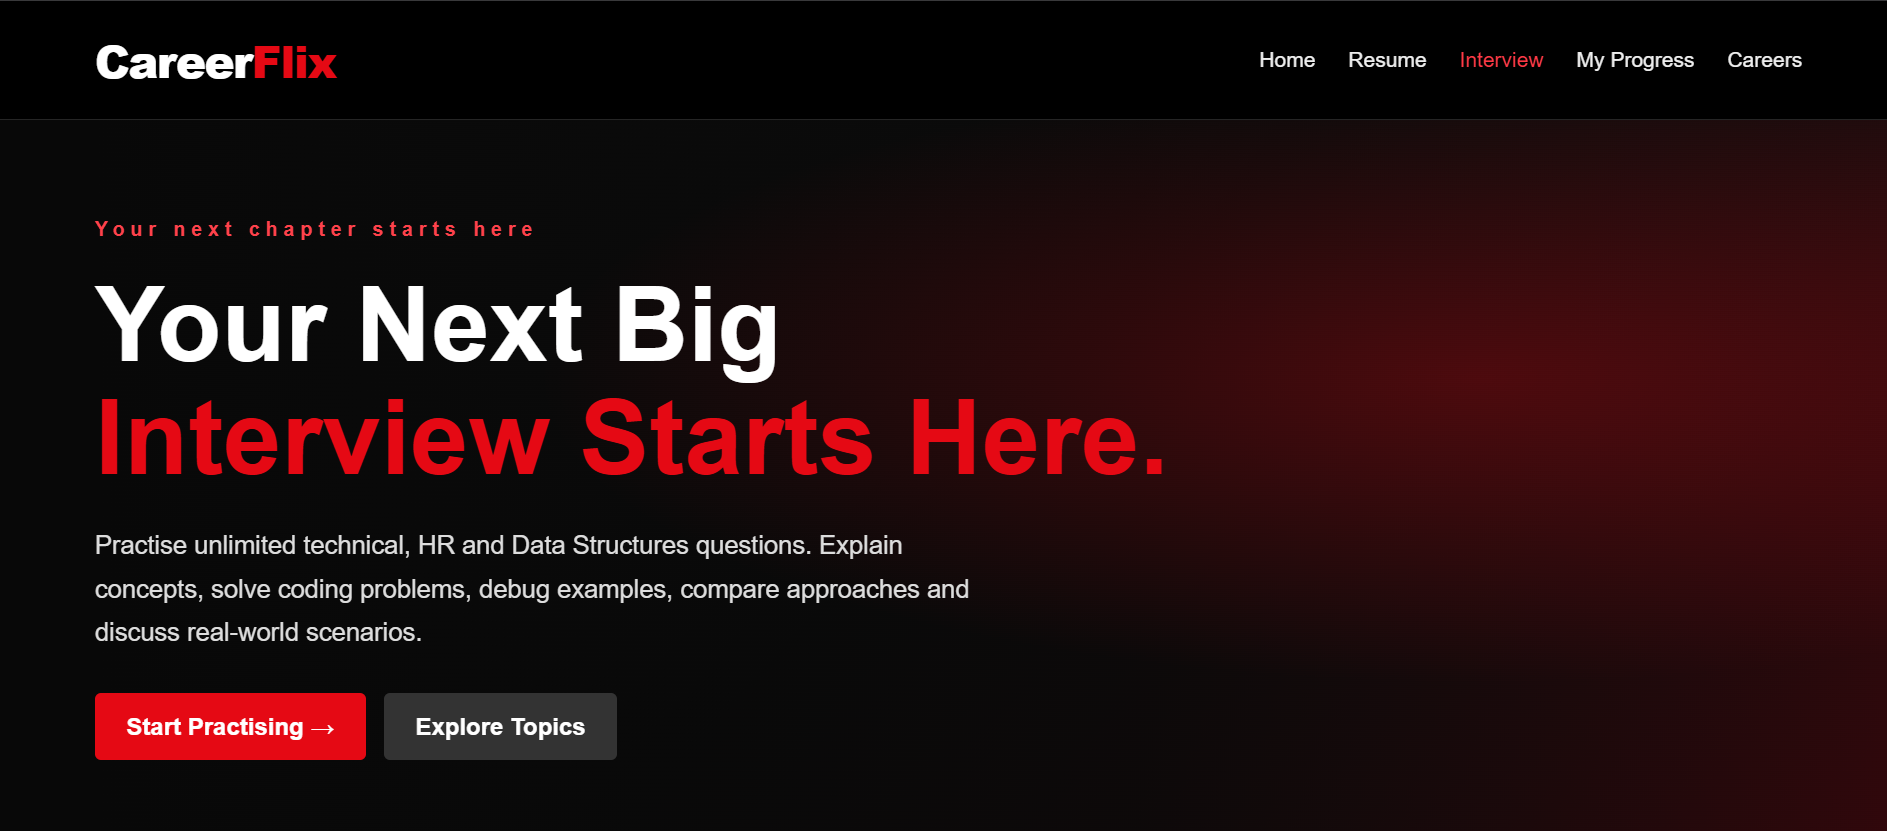 CareerFlix
Home Resume Interview My Progress Careers
Your next chapter starts here
Your Next Big
Interview Starts Here.
Practise unlimited technical, HR and Data Structures questions. Explain
concepts, solve coding problems, debug examples, compare approaches and
discuss real-world scenarios.
Start Practising → Explore Topics